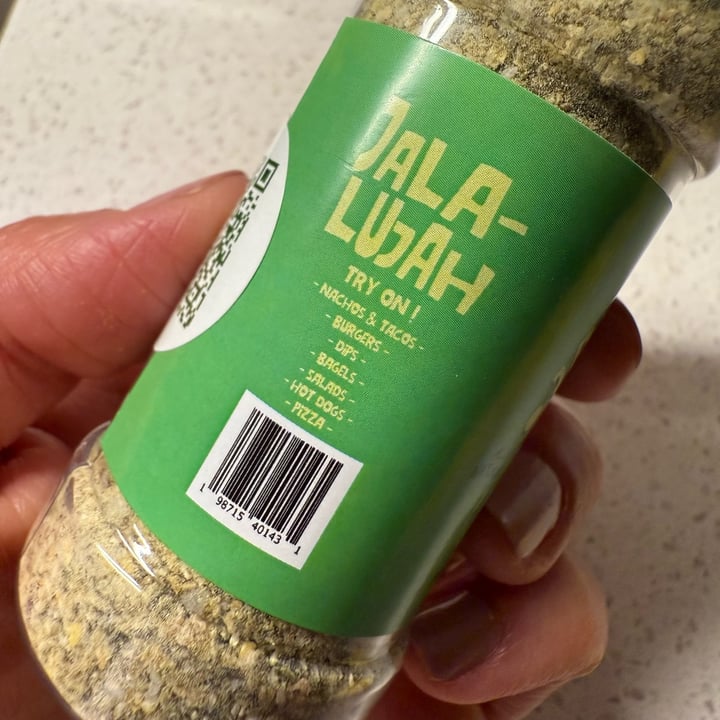 JALA-
LUJAH
TRY ON!
- NACHOS & TACOS -
- BURGERS -
- DIPS -
- BAGELS -
- SALADS -
- HOT DOGS -
- PIZZA -
1 98715 40143 1